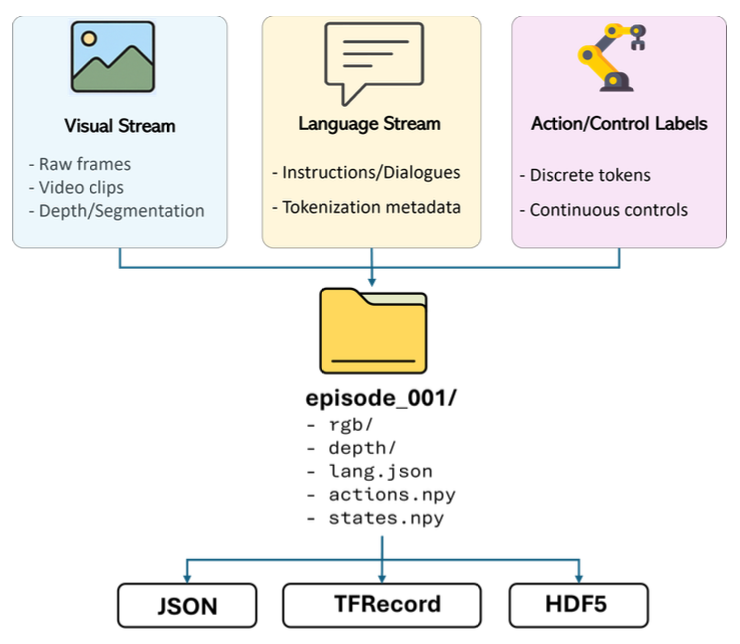 Visual Stream
- Raw frames
- Video clips
- Depth/Segmentation
Language Stream
- Instructions/Dialogues
- Tokenization metadata
Action/Control Labels
- Discrete tokens
- Continuous controls
episode_001/
- rgb/
- depth/
- lang.json
- actions.npy
- states.npy
JSON
TFRecord
HDF5